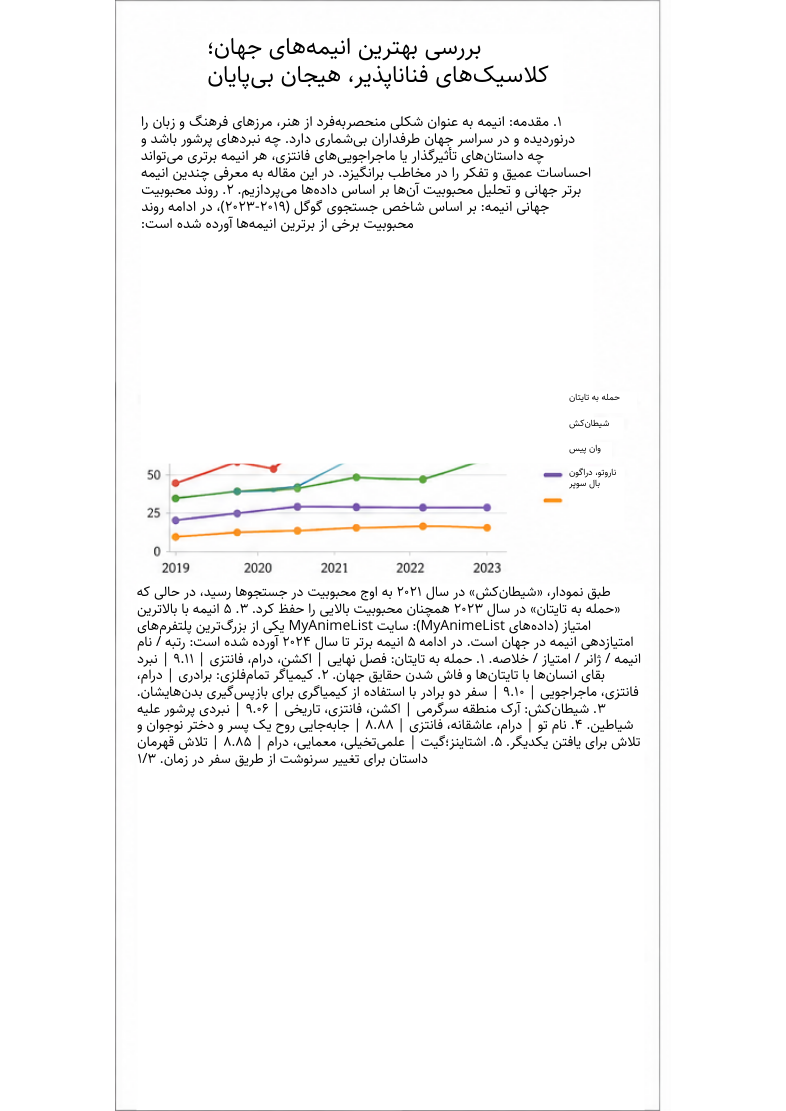 بررسی بهترین انیمه‌های جهان؛
کلاسیک‌های فناناپذیر، هیجان بی‌پایان
۱. مقدمه: انیمه به عنوان شکلی منحصربه‌فرد از هنر، مرزهای فرهنگ و زبان را
درنوردیده و در سراسر جهان طرفداران بی‌شماری دارد. چه نبردهای پرشور باشد و
چه داستان‌های تأثیرگذار یا ماجراجویی‌های فانتزی، هر انیمه برتری می‌تواند
احساسات عمیق و تفکر را در مخاطب برانگیزد. در این مقاله به معرفی چندین انیمه
برتر جهانی و تحلیل محبوبیت آن‌ها بر اساس داده‌ها می‌پردازیم. ۲. روند محبوبیت
جهانی انیمه: بر اساس شاخص جستجوی گوگل (۲۰۱۹-۲۰۲۳)، در ادامه روند
محبوبیت برخی از برترین انیمه‌ها آورده شده است:
حمله به تایتان
شیطان‌کش
وان پیس
ناروتو، دراگون
بال سوپر
50
25
0
2019 2020 2021 2022 2023
طبق نمودار، «شیطان‌کش» در سال ۲۰۲۱ به اوج محبوبیت در جستجوها رسید، در حالی که
«حمله به تایتان» در سال ۲۰۲۳ همچنان محبوبیت بالایی را حفظ کرد. ۳. ۵ انیمه با بالاترین
امتیاز (داده‌های MyAnimeList): سایت MyAnimeList یکی از بزرگ‌ترین پلتفرم‌های
امتیازدهی انیمه در جهان است. در ادامه ۵ انیمه برتر تا سال ۲۰۲۴ آورده شده است: رتبه / نام
انیمه / ژانر / امتیاز / خلاصه. ۱. حمله به تایتان: فصل نهایی | اکشن، درام، فانتزی | ۹.۱۱ | نبرد
بقای انسان‌ها با تایتان‌ها و فاش شدن حقایق جهان. ۲. کیمیاگر تمام‌فلزی: برادری | درام،
فانتزی، ماجراجویی | ۹.۱۰ | سفر دو برادر با استفاده از کیمیاگری برای بازپس‌گیری بدن‌هایشان.
۳. شیطان‌کش: آرک منطقه سرگرمی | اکشن، فانتزی، تاریخی | ۹.۰۶ | نبردی پرشور علیه
شیاطین. ۴. نام تو | درام، عاشقانه، فانتزی | ۸.۸۸ | جابه‌جایی روح یک پسر و دختر نوجوان و
تلاش برای یافتن یکدیگر. ۵. اشتاینز؛گیت | علمی‌تخیلی، معمایی، درام | ۸.۸۵ | تلاش قهرمان
داستان برای تغییر سرنوشت از طریق سفر در زمان. ۱/۳